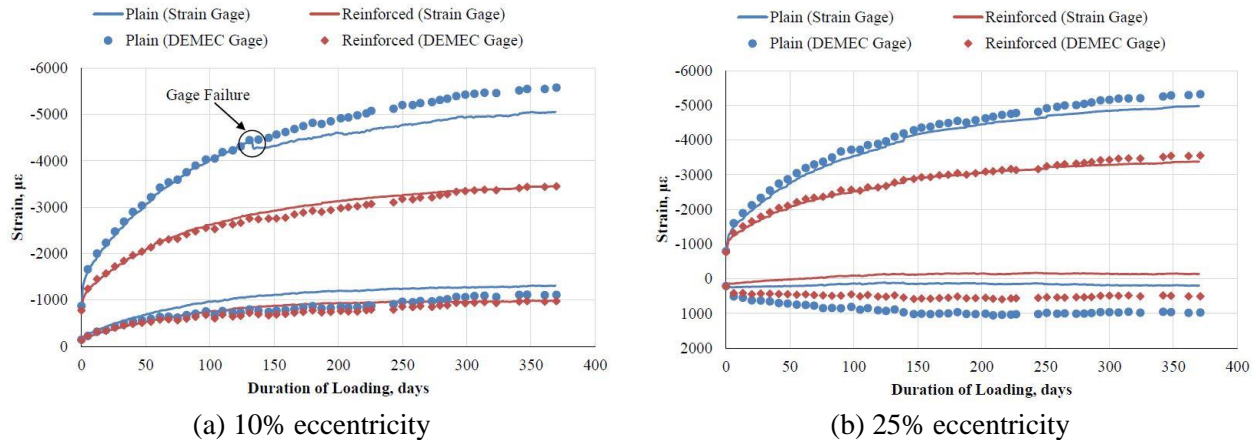 Plain (Strain Gage) Reinforced (Strain Gage)
Plain (DEMEC Gage) Reinforced (DEMEC Gage)
-6000
-5000
-4000
-3000
-2000
-1000
0
Gage Failure
Strain, με
0 50 100 150 200 250 300 350 400
Duration of Loading, days
(a) 10% eccentricity
Plain (Strain Gage) Reinforced (Strain Gage)
Plain (DEMEC Gage) Reinforced (DEMEC Gage)
-6000
-5000
-4000
-3000
-2000
-1000
0
1000
2000
Strain, με
0 50 100 150 200 250 300 350 400
Duration of Loading, days
(b) 25% eccentricity